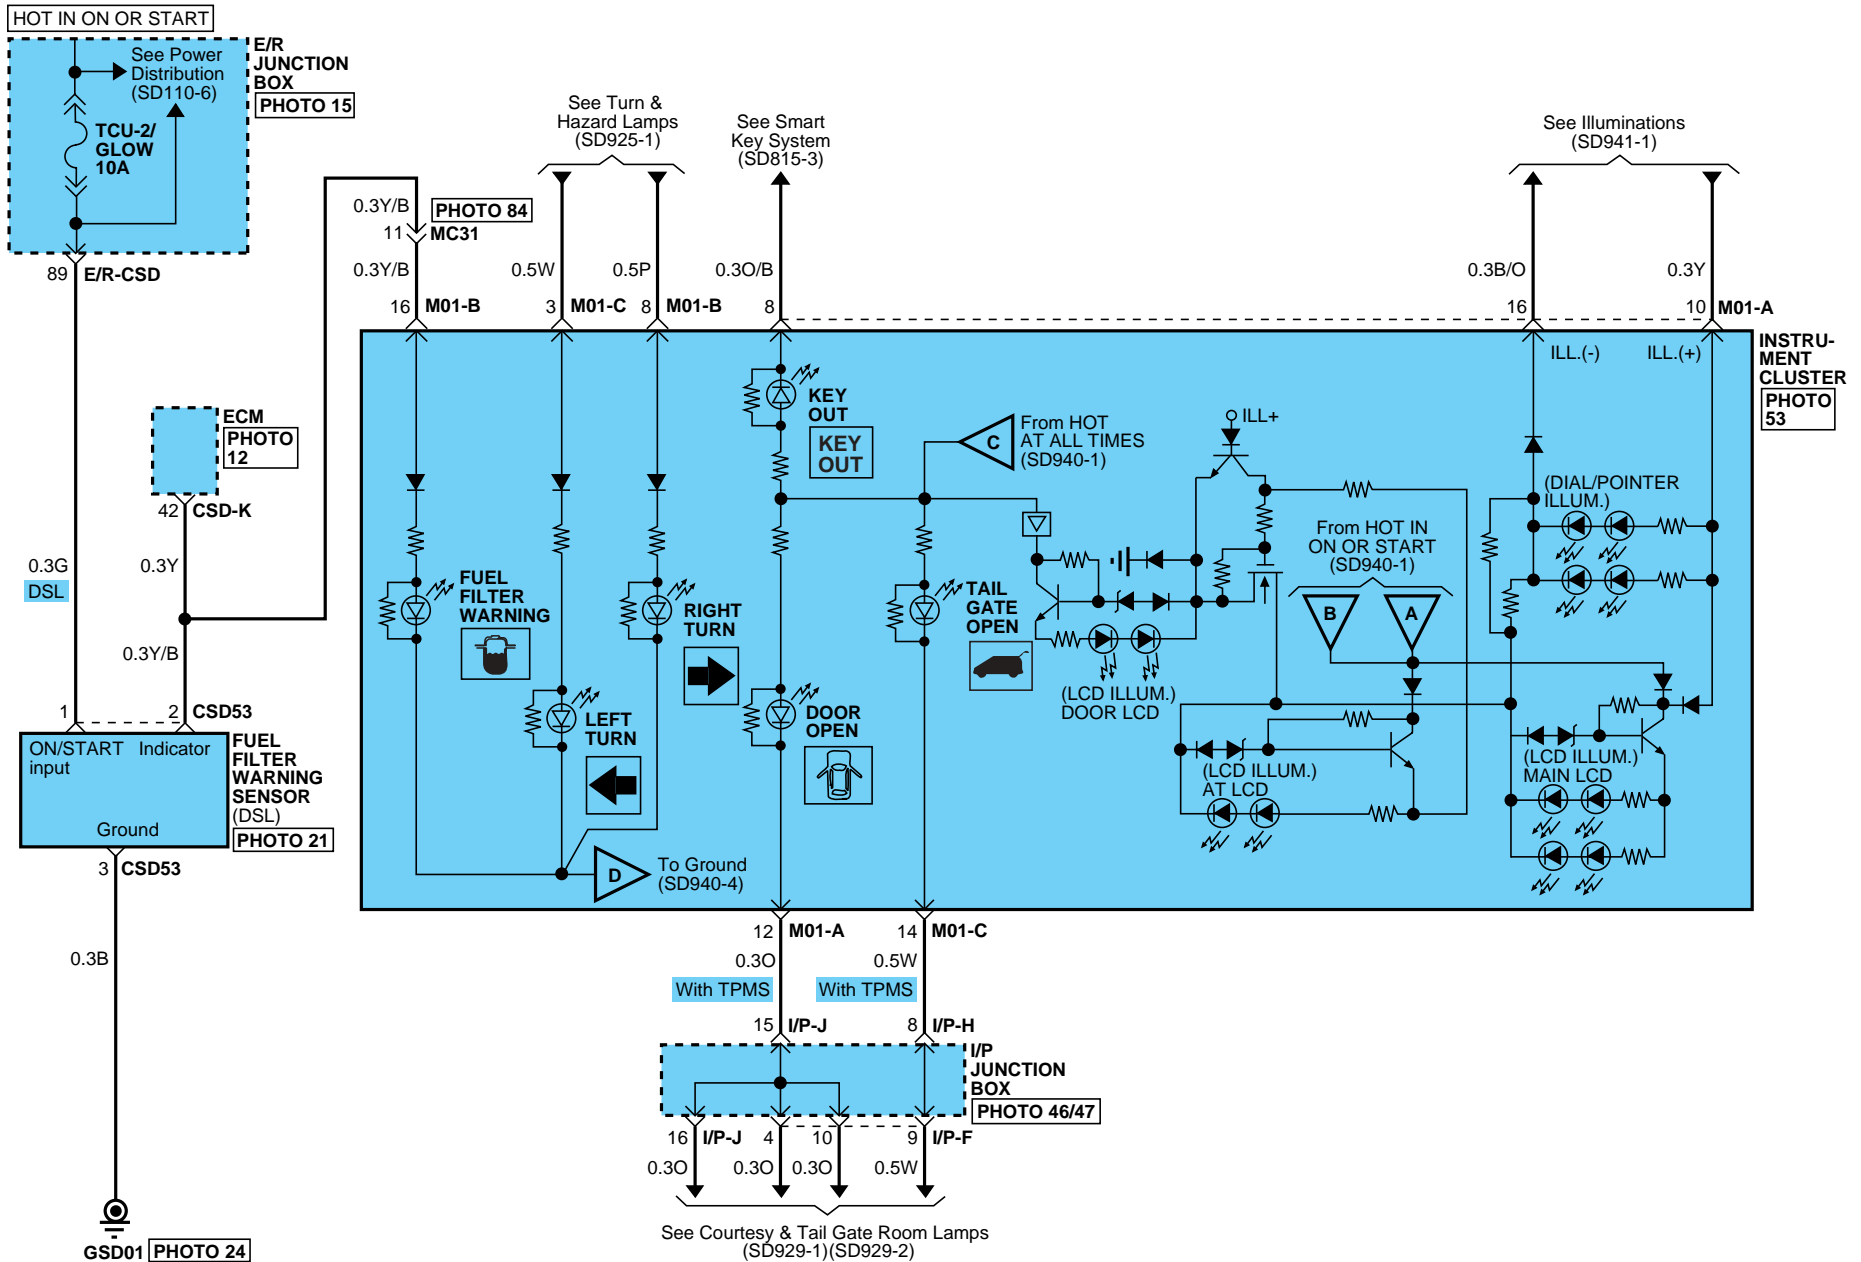 HOT IN ON OR START
See Power
Distribution
(SD110-6)
TCU-2/
GLOW
10A
E/R
JUNCTION
BOX
PHOTO 15
89 E/R-CSD
See Turn &
Hazard Lamps
(SD925-1)
See Smart
Key System
(SD815-3)
See Illuminations
(SD941-1)
0.3Y/B
PHOTO 84
11 MC31
0.3Y/B
0.5W
0.5P
0.3O/B
0.3B/O
0.3Y
16 M01-B
3 M01-C
8 M01-B
8
16
10 M01-A
ILL.(-)
ILL.(+)
INSTRU-
MENT
CLUSTER
PHOTO
53
ECM
PHOTO
12
42 CSD-K
0.3G
DSL
0.3Y
0.3Y/B
1
2 CSD53
ON/START
input
Indicator
Ground
FUEL
FILTER
WARNING
SENSOR
(DSL)
PHOTO 21
3 CSD53
0.3B
GSD01 PHOTO 24
KEY
OUT
KEY
OUT
C
From HOT
AT ALL TIMES
(SD940-1)
ILL+
From HOT IN
ON OR START
(SD940-1)
B
A
(DIAL/POINTER
ILLUM.)
FUEL
FILTER
WARNING
RIGHT
TURN
LEFT
TURN
DOOR
OPEN
TAIL
GATE
OPEN
(LCD ILLUM.)
DOOR LCD
(LCD ILLUM.)
AT LCD
(LCD ILLUM.)
MAIN LCD
D
To Ground
(SD940-4)
12 M01-A
14 M01-C
0.3O
0.5W
With TPMS
With TPMS
15 I/P-J
8 I/P-H
I/P
JUNCTION
BOX
PHOTO 46/47
16 I/P-J
4
10
9 I/P-F
0.3O
0.3O
0.3O
0.5W
See Courtesy & Tail Gate Room Lamps
(SD929-1)(SD929-2)